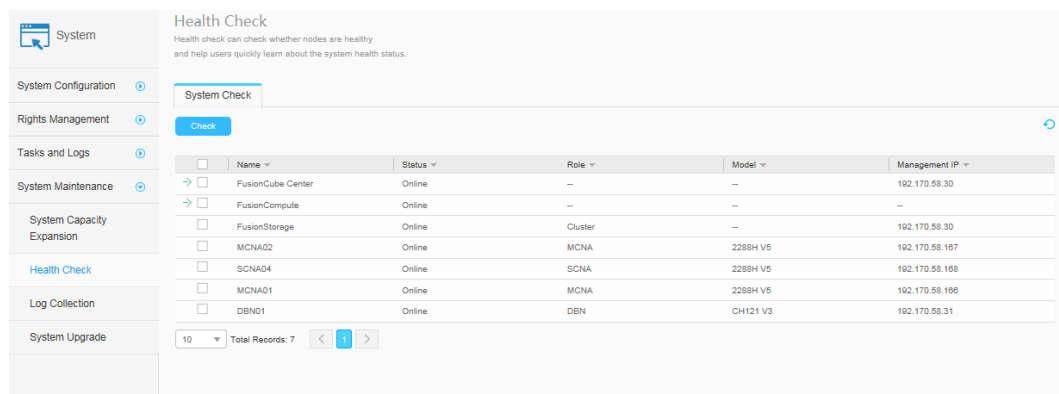 System
Health Check
Health check can check whether nodes are healthy
and help users quickly learn about the system health status.
System Configuration
Rights Management
Tasks and Logs
System Maintenance
System Capacity
Expansion
Health Check
Log Collection
System Upgrade
System Check
Check
Name Status Role Model Management IP
FusionCube Center Online -- -- 192.170.58.30
FusionCompute Online -- -- --
FusionStorage Online Cluster -- 192.170.58.30
MCNA02 Online MCNA 2288H V5 192.170.58.167
SCNA04 Online SCNA 2288H V5 192.170.58.168
MCNA01 Online MCNA 2288H V5 192.170.58.166
DBN01 Online DBN CH121 V3 192.170.58.31
10 Total Records: 7 < 1 >